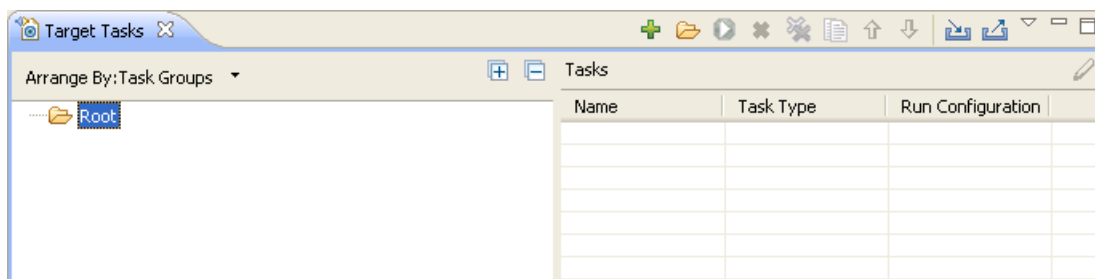 Target Tasks
Arrange By:Task Groups
Tasks
Root
Name Task Type Run Configuration